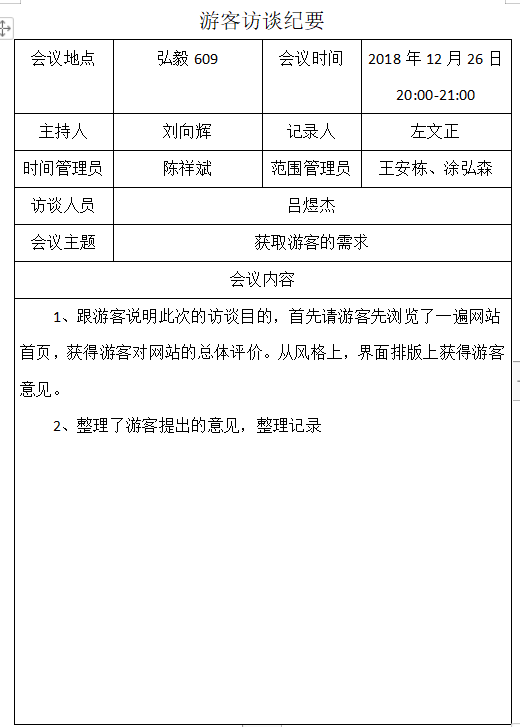 游客访谈纪要
会议地点 弘毅 609 会议时间 2018 年 12 月 26 日
20:00-21:00
主持人 刘向辉 记录人 左文正
时间管理员 陈祥斌 范围管理员 王安栋、涂弘森
访谈人员 吕煜杰
会议主题 获取游客的需求
会议内容
1、跟游客说明此次的访谈目的，首先请游客先浏览了一遍网站
首页，获得游客对网站的总体评价。从风格上，界面排版上获得游客
意见。
2、整理了游客提出的意见，整理记录